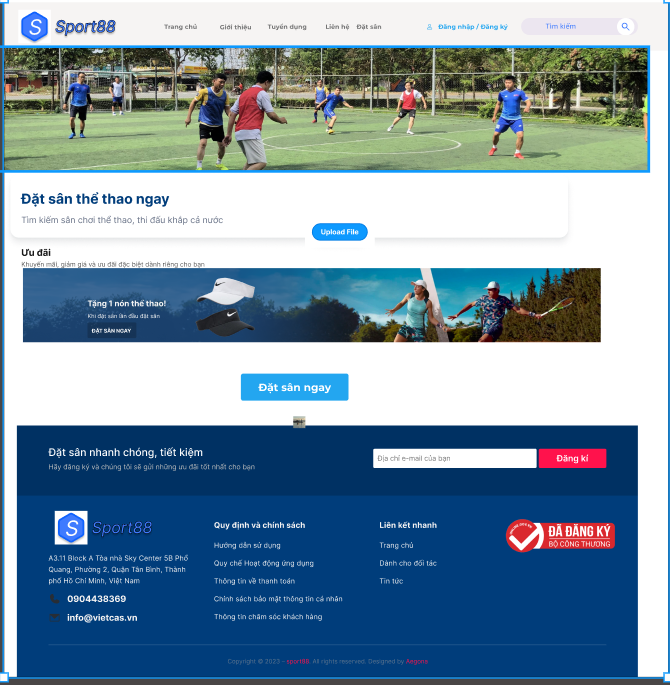 Sport88
Trang chủ Giới thiệu Tuyển dụng Liên hệ Đặt sân Đăng nhập / Đăng ký Tìm kiếm
Đặt sân thể thao ngay
Tìm kiếm sân chơi thể thao, thi đấu khắp cả nước
Upload File
Ưu đãi
Khuyến mãi, giảm giá và ưu đãi đặc biệt dành riêng cho bạn
Tặng 1 nón thể thao!
Khi đặt sân lần đầu đặt sân
ĐẶT SÂN NGAY
Đặt sân ngay
Đặt sân nhanh chóng, tiết kiệm
Hãy đăng ký và chúng tôi sẽ gửi những ưu đãi tốt nhất cho bạn
Địa chỉ e-mail của bạn Đăng kí
Sport88
A3.11 Block A Tòa nhà Sky Center 5B Phổ
Quang, Phường 2, Quận Tân Bình, Thành
phố Hồ Chí Minh, Việt Nam
0904438369
info@vietcas.vn
Quy định và chính sách
Hướng dẫn sử dụng
Quy chế Hoạt động ứng dụng
Thông tin về thanh toán
Chính sách bảo mật thông tin cá nhân
Thông tin chăm sóc khách hàng
Liên kết nhanh
Trang chủ
Dành cho đối tác
Tin tức
ĐÃ ĐĂNG KÝ
BỘ CÔNG THƯƠNG
Copyright © 2023 - sport88. All rights reserved. Designed by Aegona